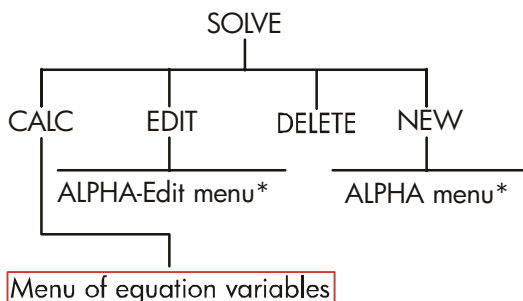 SOLVE
CALC EDIT DELETE NEW
ALPHA-Edit menu* ALPHA menu*
Menu of equation variables